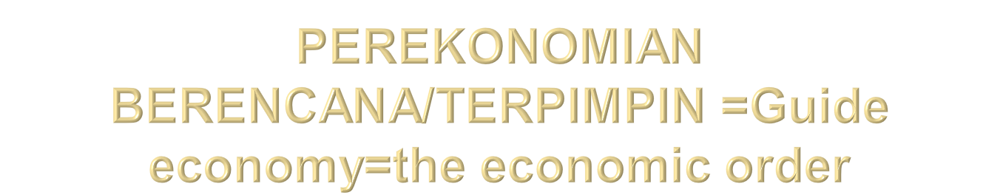 PEREKONOMIAN
BERENCANA/TERPIMPIN =Guide
economy=the economic order